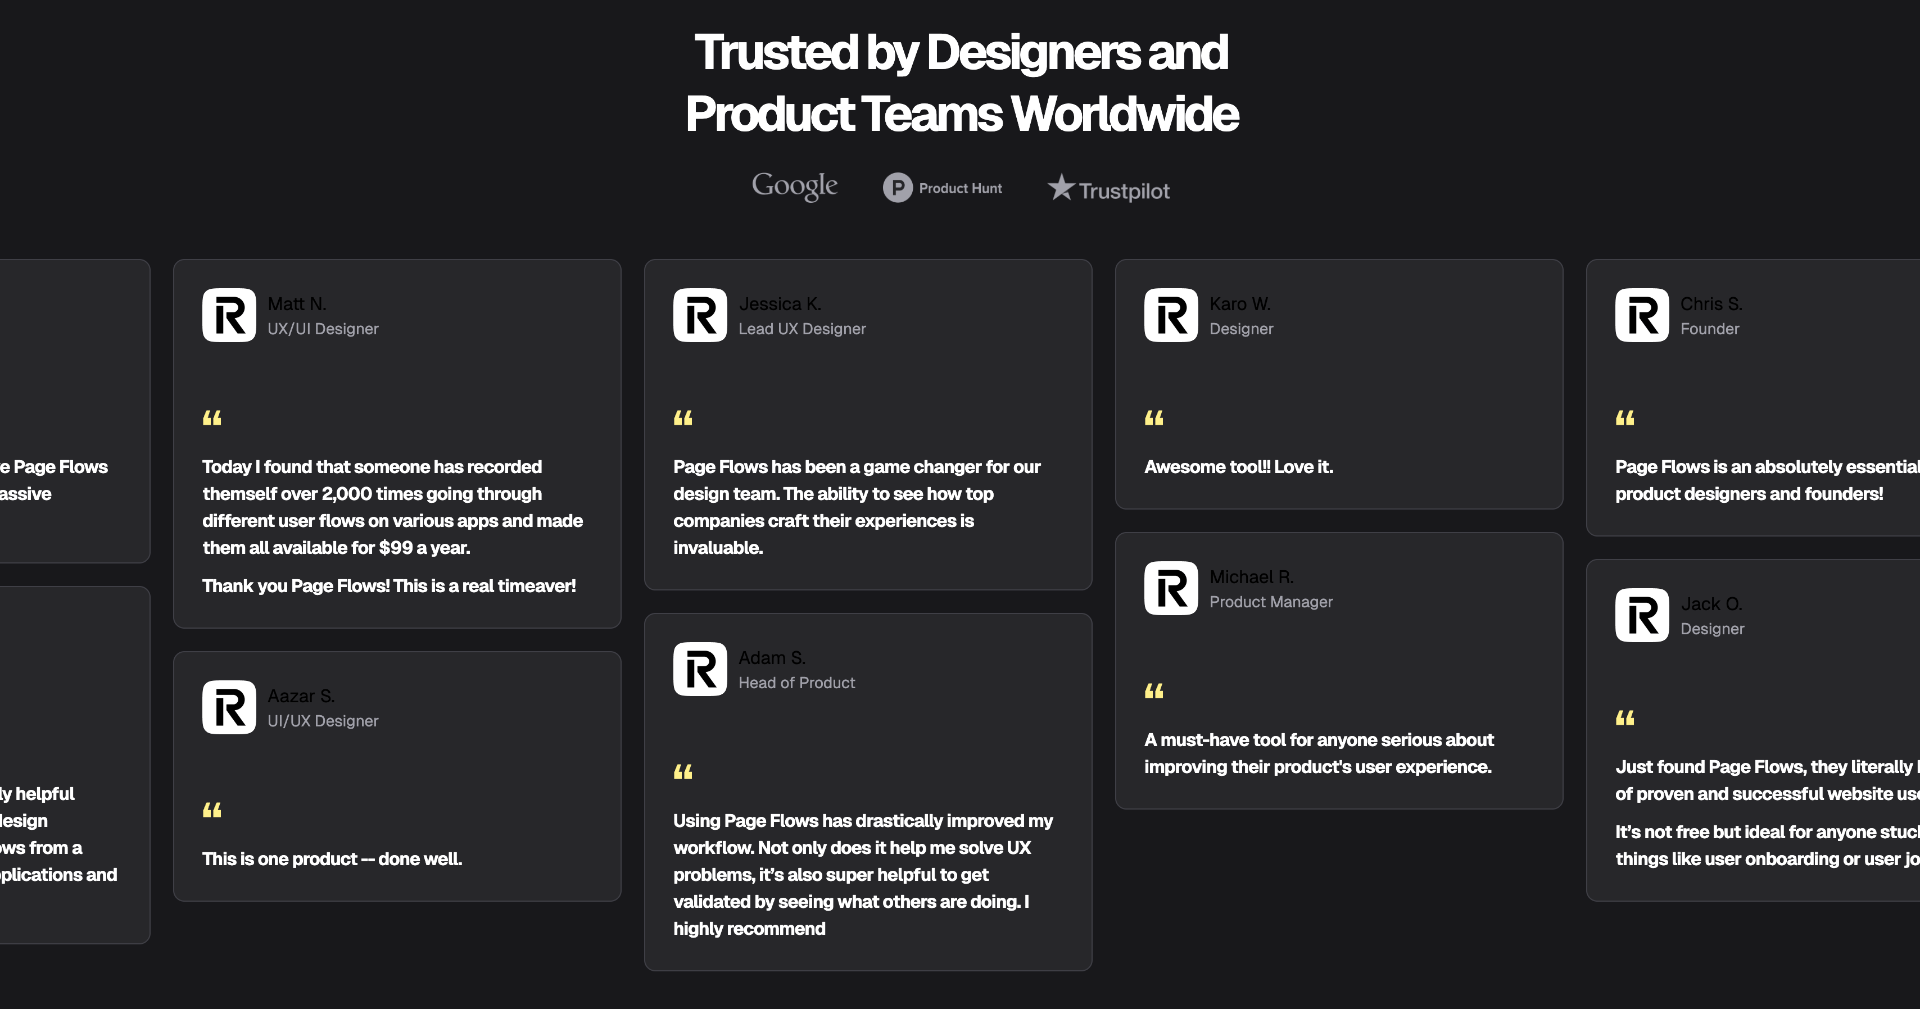 Trusted by Designers and
Product Teams Worldwide
Google
P Product Hunt
Trustpilot
e Page Flows
assive
ly helpful
design
ows from a
plications and
R
Matt N.
UX/UI Designer
“
Today I found that someone has recorded
themself over 2,000 times going through
different user flows on various apps and made
them all available for $99 a year.
Thank you Page Flows! This is a real timeaver!
R
Aazar S.
UI/UX Designer
“
This is one product -- done well.
R
Jessica K.
Lead UX Designer
“
Page Flows has been a game changer for our
design team. The ability to see how top
companies craft their experiences is
invaluable.
R
Adam S.
Head of Product
“
Using Page Flows has drastically improved my
workflow. Not only does it help me solve UX
problems, it’s also super helpful to get
validated by seeing what others are doing. I
highly recommend
R
Karo W.
Designer
“
Awesome tool!! Love it.
R
Michael R.
Product Manager
“
A must-have tool for anyone serious about
improving their product's user experience.
R
Chris S.
Founder
“
Page Flows is an absolutely essential
product designers and founders!
R
Jack O.
Designer
“
Just found Page Flows, they literally
of proven and successful website us
It’s not free but ideal for anyone stuc
things like user onboarding or user jo